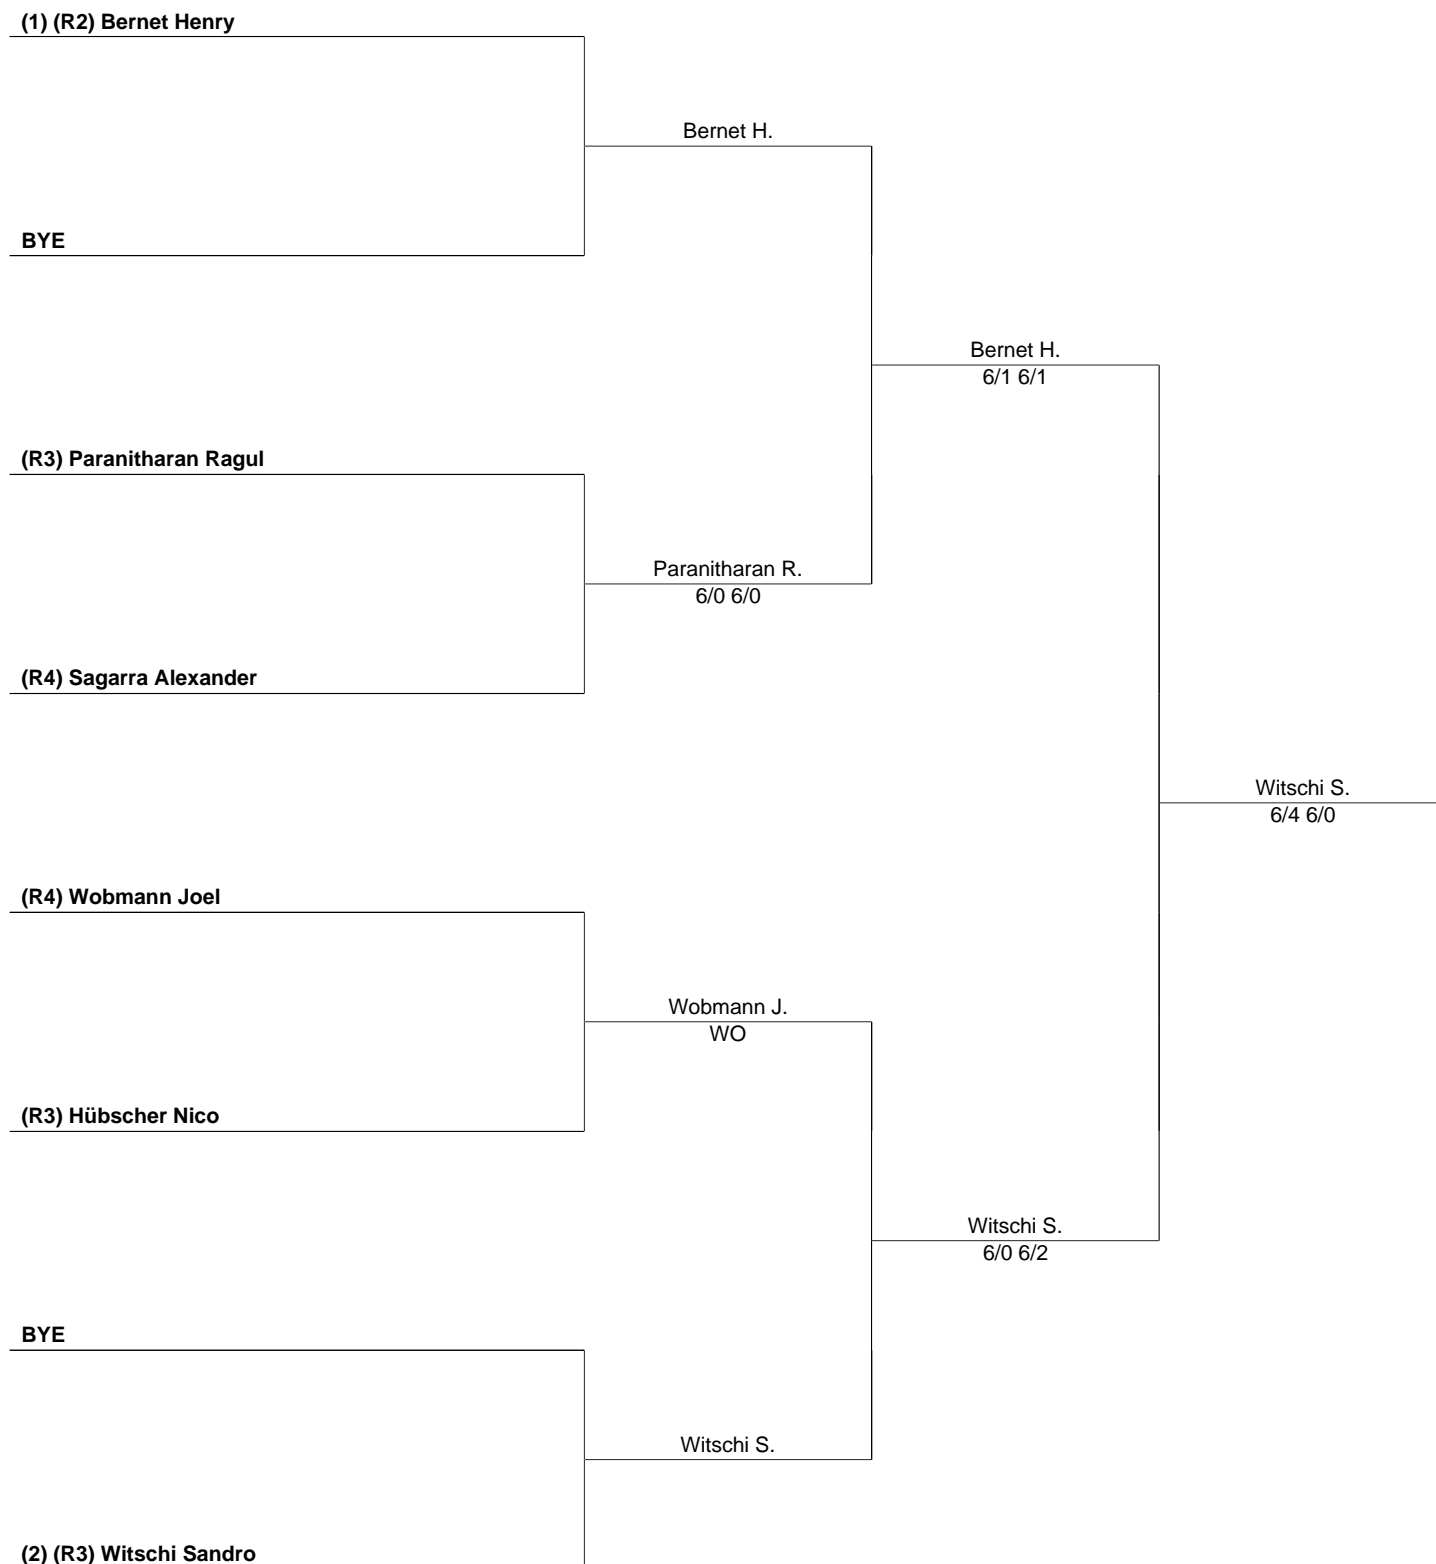 (1) (R2) Bernet Henry
Bernet H.
BYE
Bernet H.
6/1 6/1
(R3) Paranitharan Ragul
Paranitharan R.
6/0 6/0
(R4) Sagarra Alexander
Witschi S.
6/4 6/0
(R4) Wobmann Joel
Wobmann J.
WO
(R3) Hübscher Nico
Witschi S.
6/0 6/2
BYE
Witschi S.
(2) (R3) Witschi Sandro